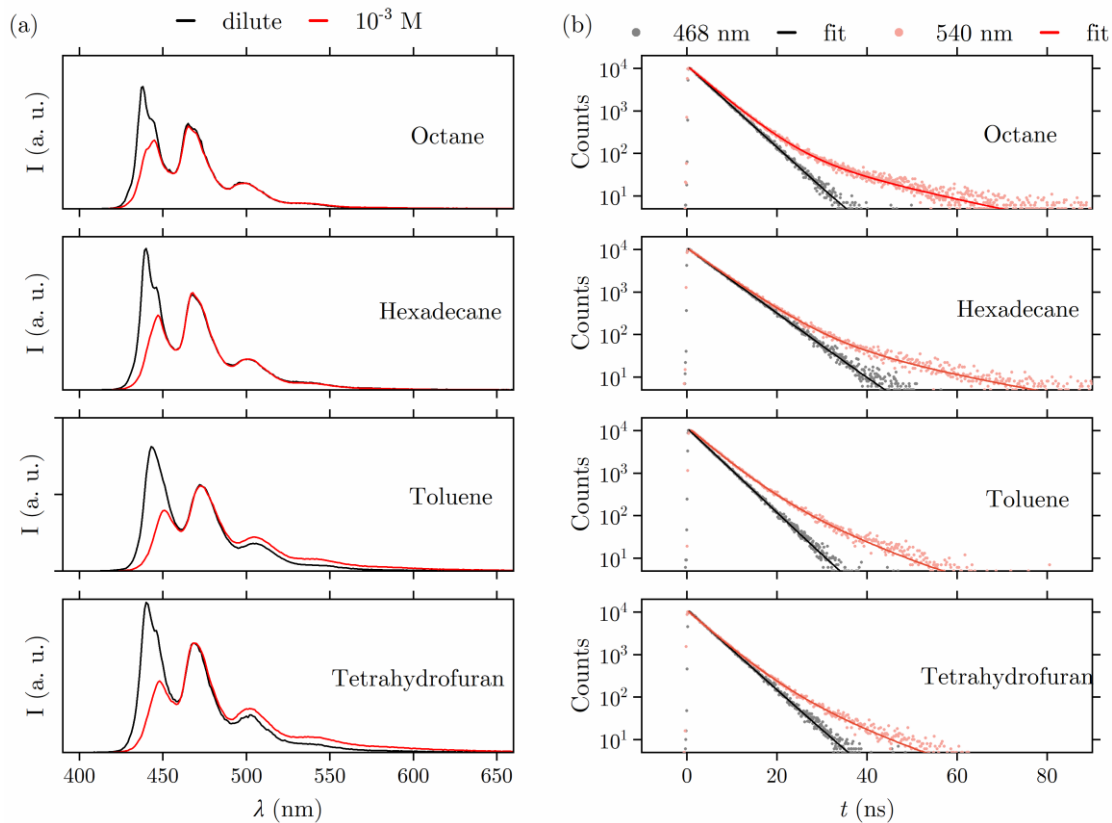 (a)
dilute 10⁻³ M
I (a. u.)
Octane
I (a. u.)
Hexadecane
I (a. u.)
Toluene
I (a. u.)
Tetrahydrofuran
400 450 500 550 600 650
λ (nm)
(b)
468 nm fit 540 nm fit
Counts
10⁴
10³
10²
10¹
Octane
Counts
10⁴
10³
10²
10¹
Hexadecane
Counts
10⁴
10³
10²
10¹
Toluene
Counts
10⁴
10³
10²
10¹
Tetrahydrofuran
0 20 40 60 80
t (ns)